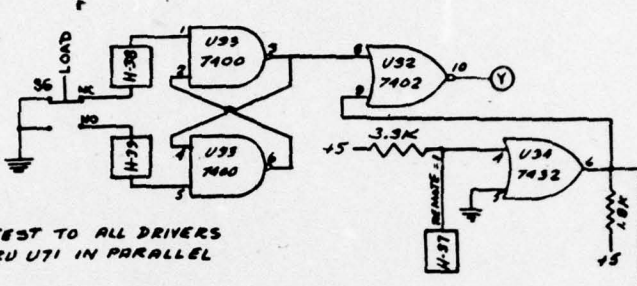 LOAD
S6
NC
NO
H-38
H-39
1
2
U33
7400
3
4
5
U33
7400
6
8
9
U32
7402
10
Y
+5
3.3K
REMOTE=1
H-37
4
5
U34
7432
6
1.8K
+5
TEST TO ALL DRIVERS
RU U71 IN PARALLEL